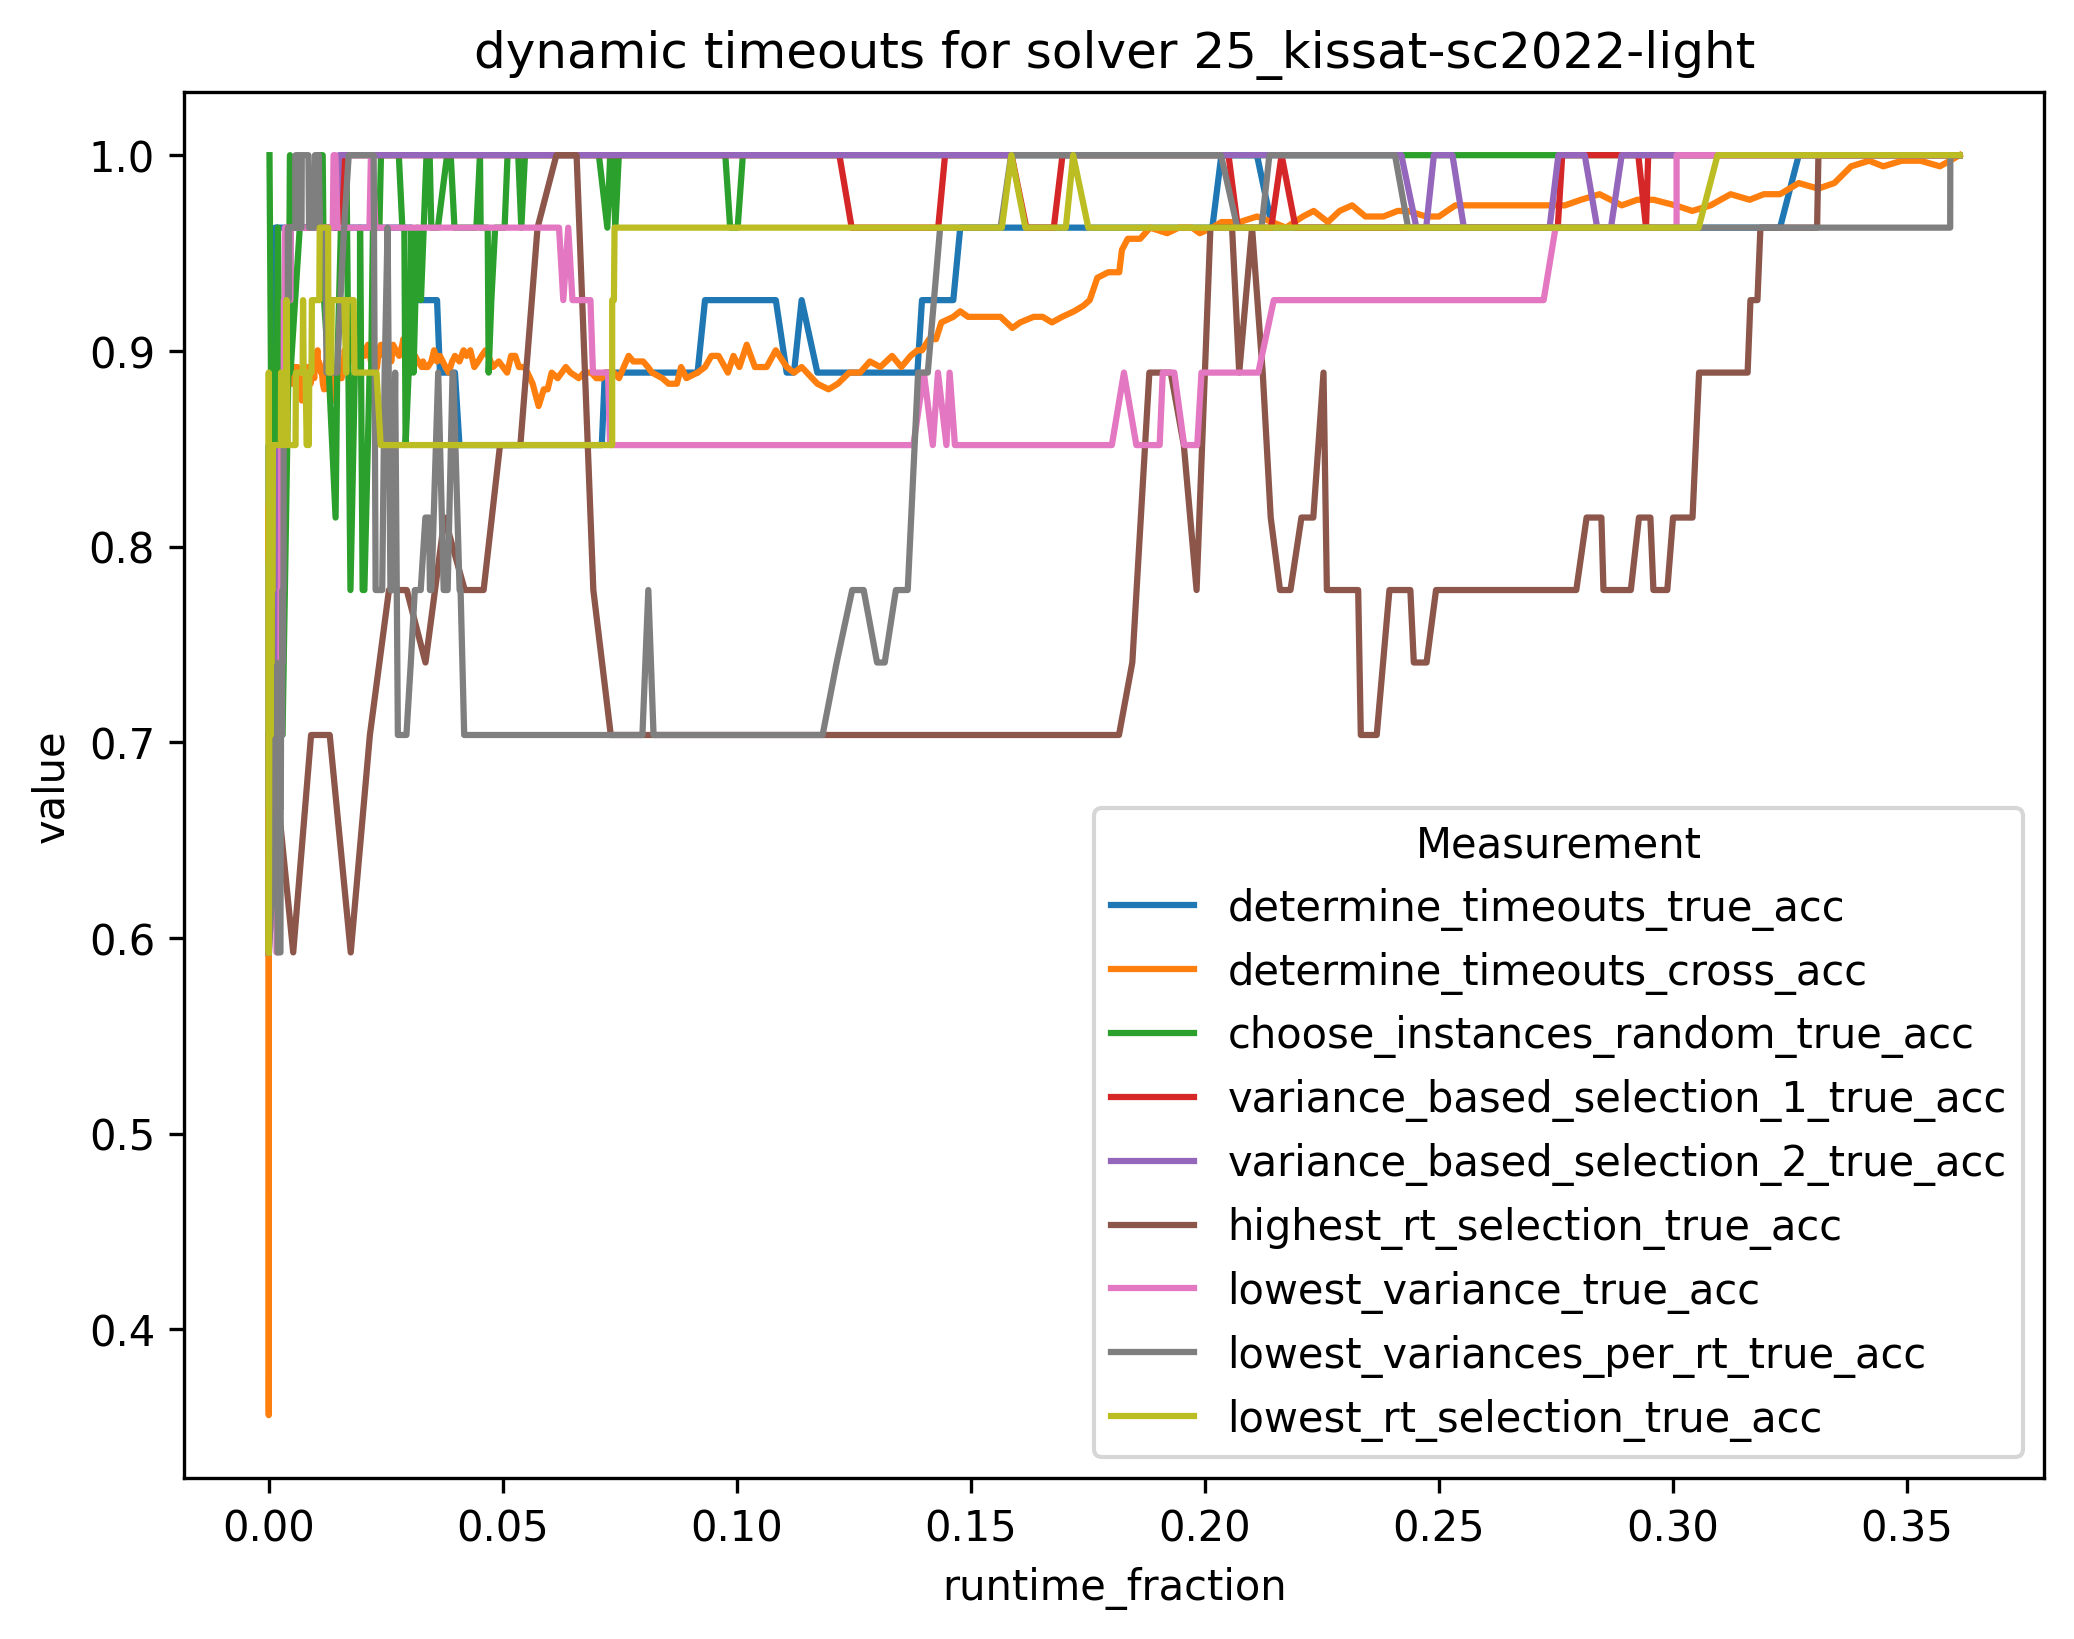 dynamic timeouts for solver 25_kissat-sc2022-light
1.0
0.9
0.8
0.7
0.6
0.5
0.4
value
Measurement
determine_timeouts_true_acc
determine_timeouts_cross_acc
choose_instances_random_true_acc
variance_based_selection_1_true_acc
variance_based_selection_2_true_acc
highest_rt_selection_true_acc
lowest_variance_true_acc
lowest_variances_per_rt_true_acc
lowest_rt_selection_true_acc
0.00 0.05 0.10 0.15 0.20 0.25 0.30 0.35
runtime_fraction